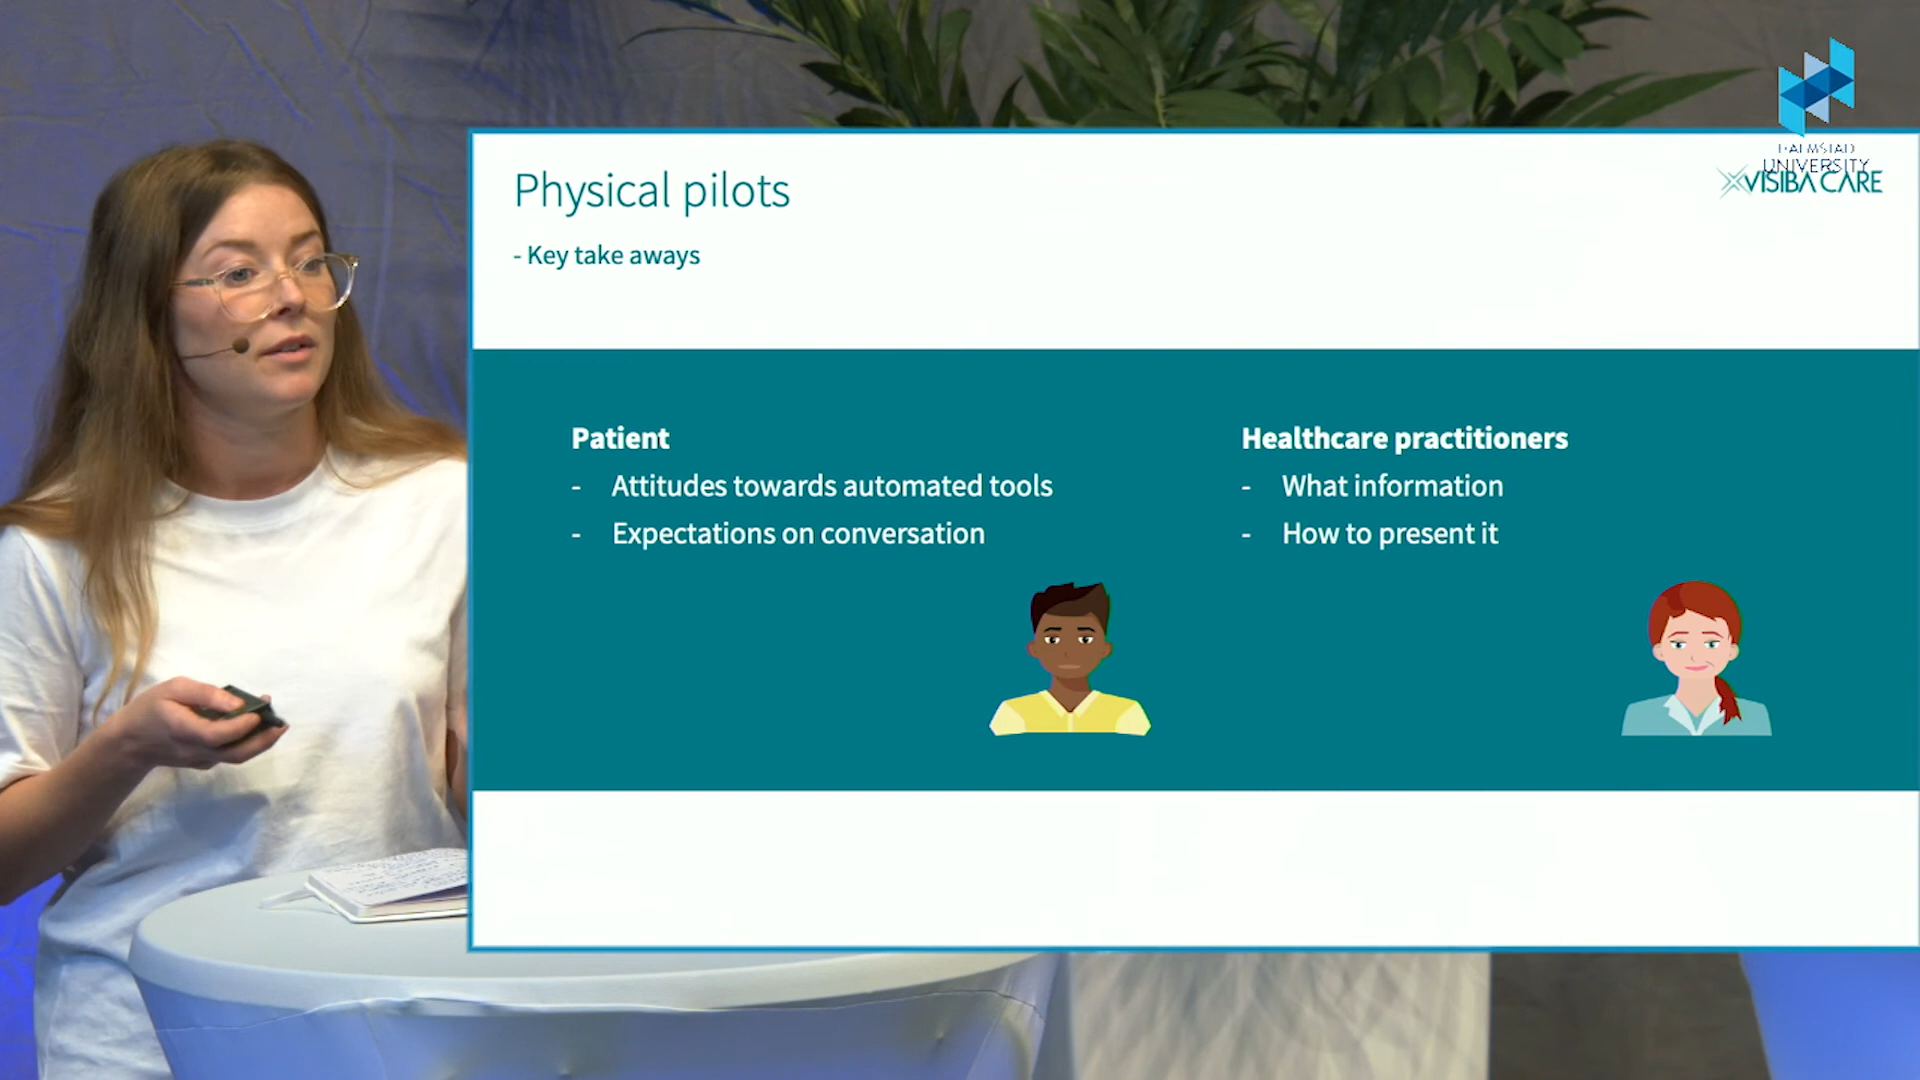 HALMSTAD
UNIVERSITY
VISIBA CARE
Physical pilots
- Key take aways
Patient
- Attitudes towards automated tools
- Expectations on conversation
Healthcare practitioners
- What information
- How to present it